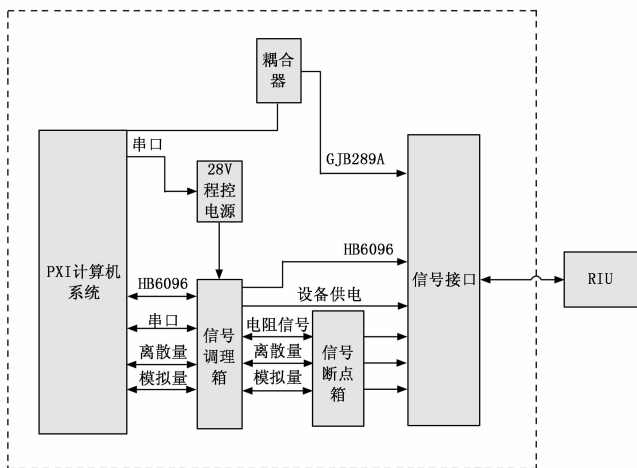 耦合
器
串口
GJB289A
28V
程控
电源
HB6096
PXI计算机
系统
HB6096
信号接口
RIU
设备供电
串口
信号
调理
箱
电阻信号
信号
断点
箱
离散量
离散量
模拟量
模拟量